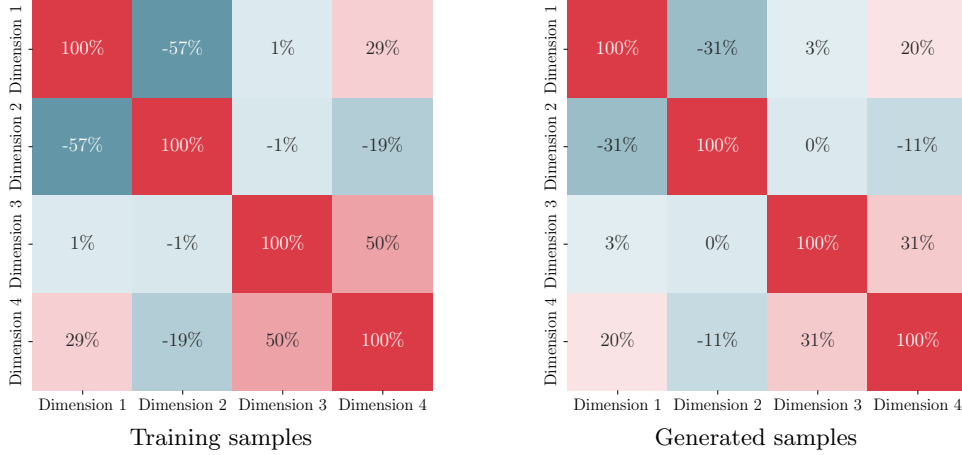 Dimension 1 100% -57% 1% 29%
Dimension 2 -57% 100% -1% -19%
Dimension 3 1% -1% 100% 50%
Dimension 4 29% -19% 50% 100%
Dimension 1 Dimension 2 Dimension 3 Dimension 4
Training samples
Dimension 1 100% -31% 3% 20%
Dimension 2 -31% 100% 0% -11%
Dimension 3 3% 0% 100% 31%
Dimension 4 20% -11% 31% 100%
Dimension 1 Dimension 2 Dimension 3 Dimension 4
Generated samples